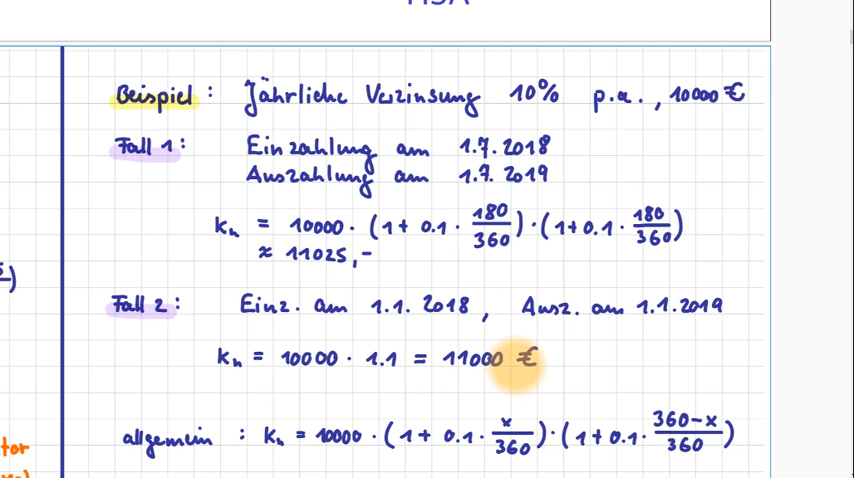 HSA
Beispiel : Jährliche Verzinsung 10% p.a., 10000 €
Fall 1 : Einzahlung am 1.7.2018
Auszahlung am 1.7.2019
Kn = 10000 · (1 + 0.1 · 180/360) · (1 + 0.1 · 180/360)
≈ 11025,-
Fall 2 : Einz. am 1.1.2018, Ausz. am 1.1.2019
Kn = 10000 · 1.1 = 11000 €
allgemein : Kn = 10000 · (1 + 0.1 · x/360) · (1 + 0.1 · (360-x)/360)
tor